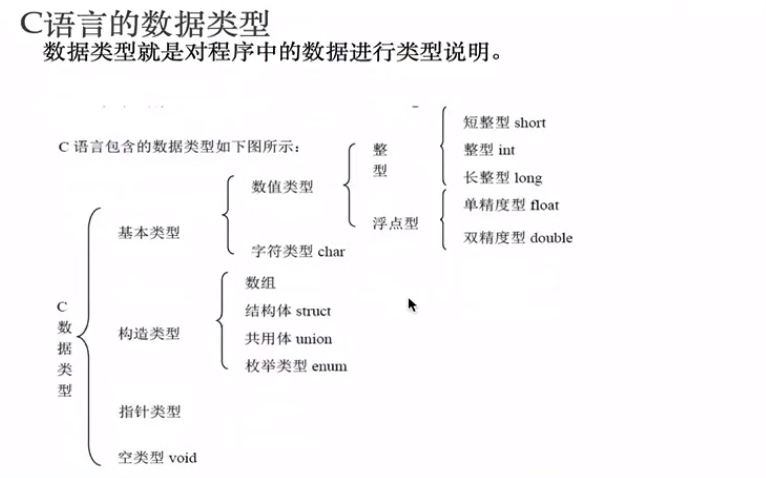 C语言的数据类型
数据类型就是对程序中的数据进行类型说明。
C 语言包含的数据类型如下图所示：
C数据类型
基本类型
数值类型
整型
短整型 short
整型 int
长整型 long
浮点型
单精度型 float
双精度型 double
字符类型 char
构造类型
数组
结构体 struct
共用体 union
枚举类型 enum
指针类型
空类型 void